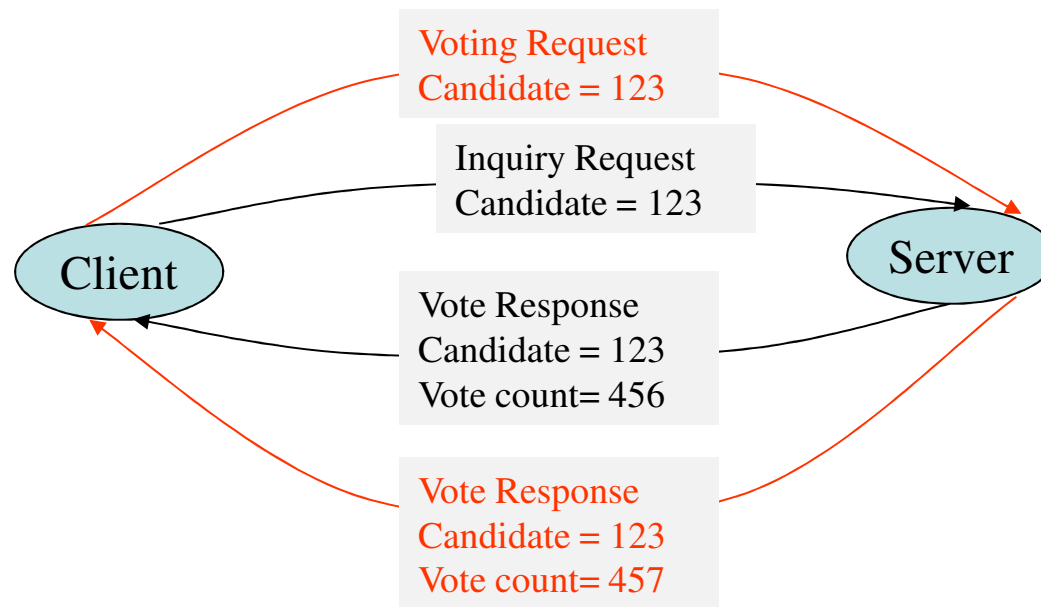 Voting Request
Candidate = 123
Inquiry Request
Candidate = 123
Client
Server
Vote Response
Candidate = 123
Vote count= 456
Vote Response
Candidate = 123
Vote count= 457